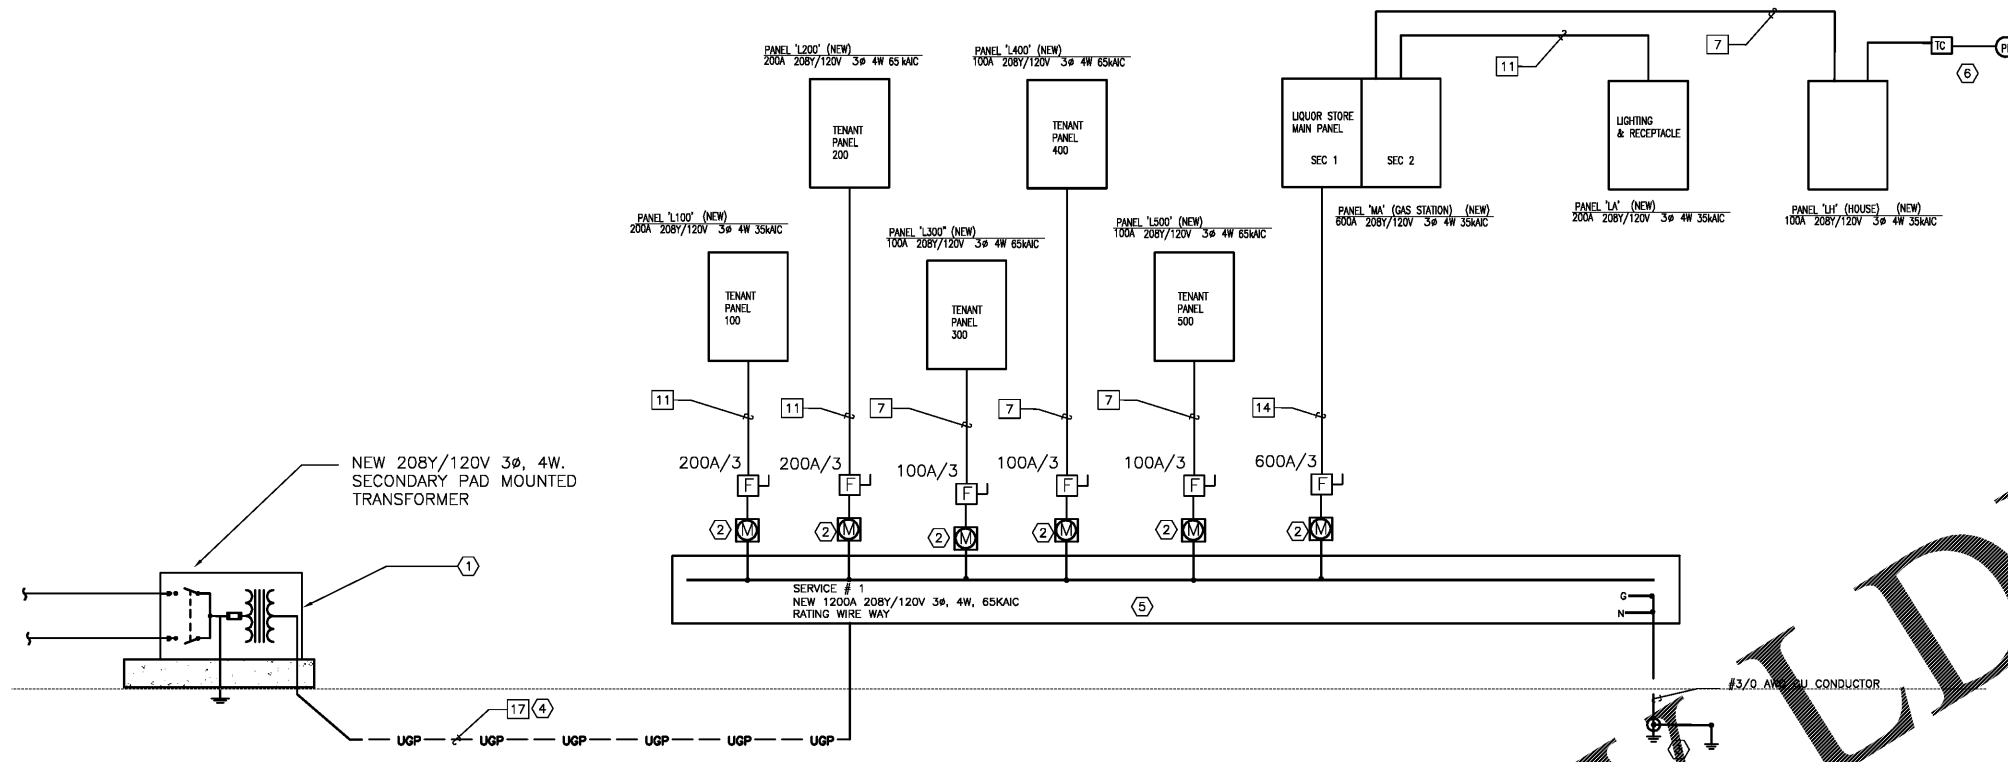 PANEL 'L200' (NEW)
200A 208Y/120V 3ø 4W 65 kAIC
PANEL 'L400' (NEW)
100A 208Y/120V 3ø 4W 65kAIC
7
11
TC
6
TENANT
PANEL
200
TENANT
PANEL
400
LIQUOR STORE
MAIN PANEL
SEC 1
SEC 2
LIGHTING
& RECEPTACLE
PANEL 'L100' (NEW)
200A 208Y/120V 3ø 4W 35kAIC
PANEL 'L300" (NEW)
100A 208Y/120V 3ø 4W 65kAIC
PANEL 'L500' (NEW)
100A 208Y/120V 3ø 4W 65kAIC
PANEL 'MA' (GAS STATION) (NEW)
600A 208Y/120V 3ø 4W 35kAIC
PANEL 'LA' (NEW)
200A 208Y/120V 3ø 4W 35kAIC
PANEL 'LH' (HOUSE) (NEW)
100A 208Y/120V 3ø 4W 35kAIC
TENANT
PANEL
100
TENANT
PANEL
300
TENANT
PANEL
500
11
11
7
7
7
14
200A/3
200A/3
100A/3
100A/3
100A/3
600A/3
F
F
F
F
F
F
2
M
2
M
2
M
2
M
2
M
2
M
NEW 208Y/120V 3ø, 4W.
SECONDARY PAD MOUNTED
TRANSFORMER
1
SERVICE # 1
NEW 1200A 208Y/120V 3ø, 4W, 65KAIC
RATING WIRE WAY
5
G
N
#3/0 AWG CU CONDUCTOR
17
4
UGP
UGP
UGP
UGP
UGP
UGP